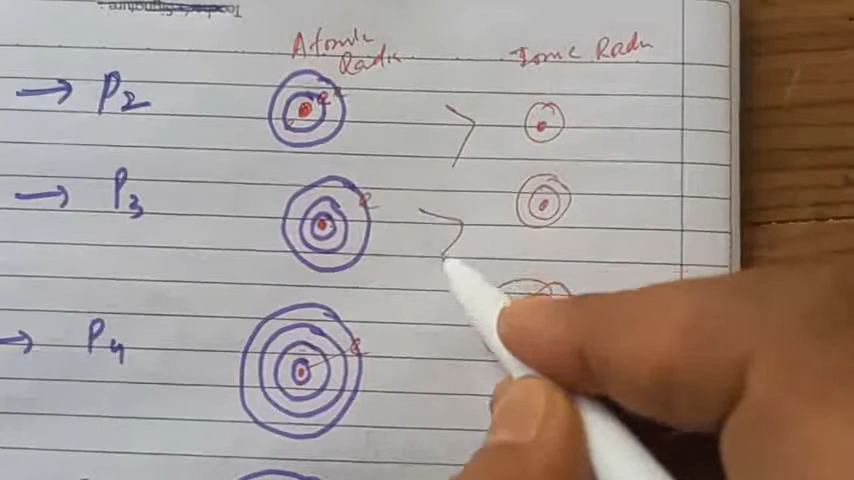 Atomic Ionic Radii
Radii
→ P2 e >
→ P3 e >
→ P4 e